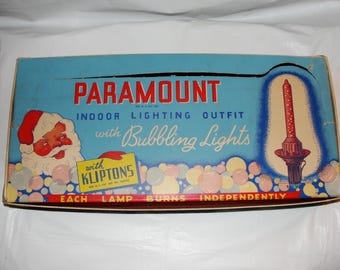 PARAMOUNT
INDOOR LIGHTING OUTFIT
with Bubbling Lights
with
KLIPTONS
EACH LAMP BURNS INDEPENDENTLY